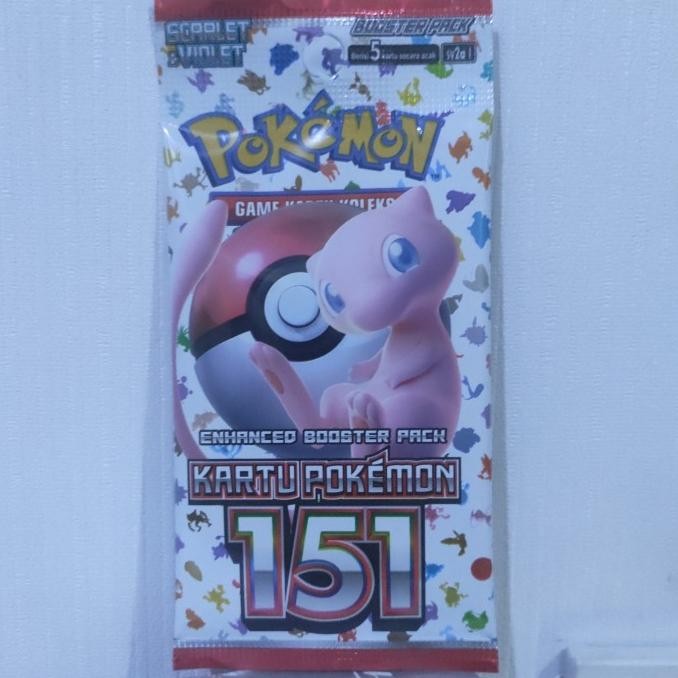 SCARLET
& VIOLET
BOOSTER PACK
Berisi 5 kartu secara acak
SV2a I
POKéMON
GAME KARTU KOLEKSI
ENHANCED BOOSTER PACK
KARTU POKÉMON
151